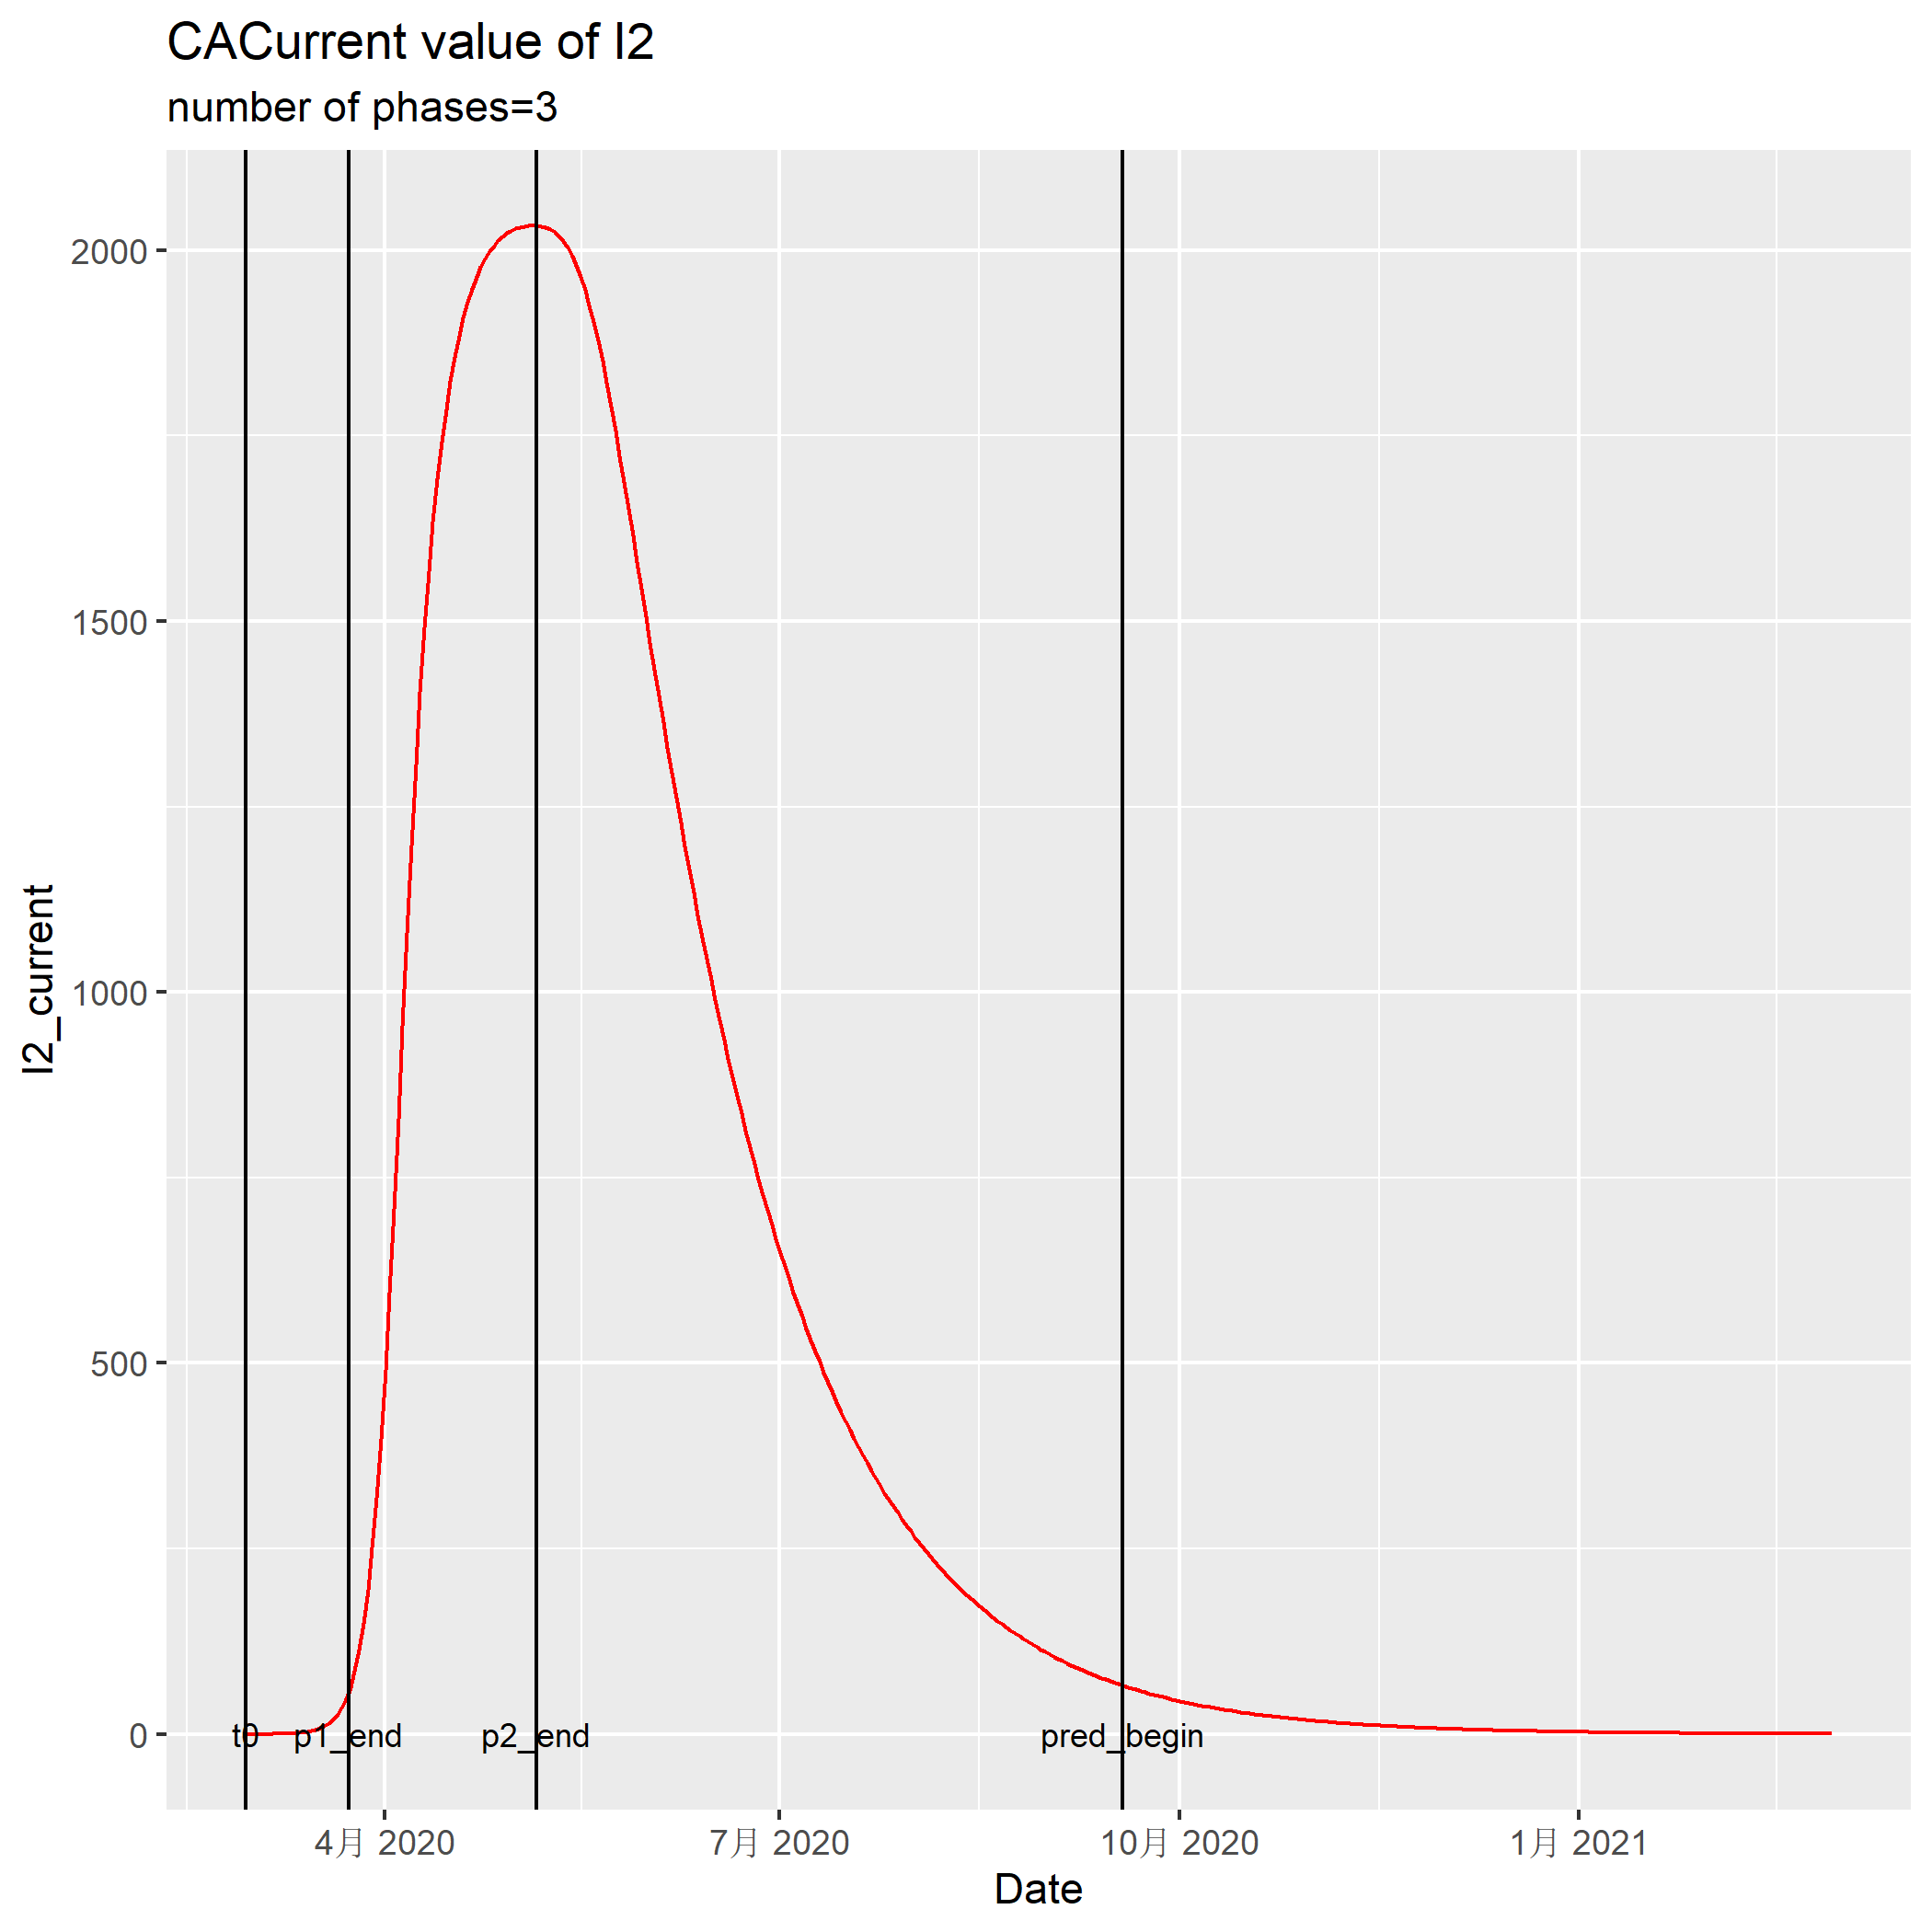 CACurrent value of I2
number of phases=3
2000
1500
1000
500
0
I2_current
t0 p1_end p2_end pred_begin
4月 2020 7月 2020 10月 2020 1月 2021
Date